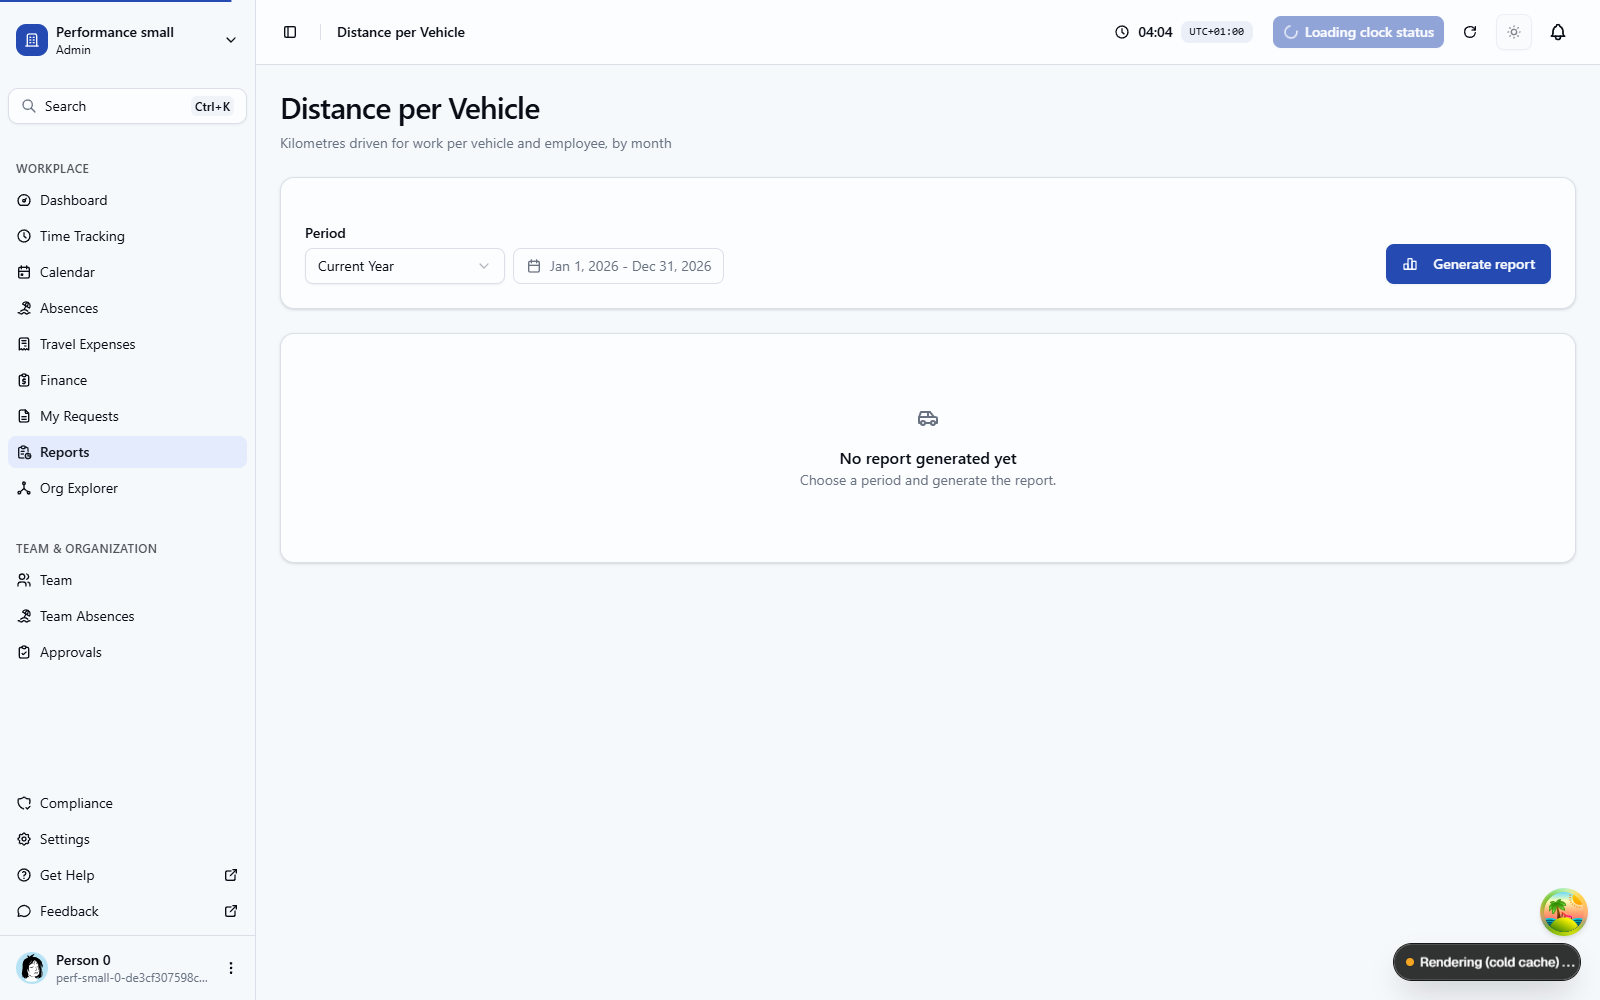 Performance small
Admin
Search
Ctrl+K
WORKPLACE
Dashboard
Time Tracking
Calendar
Absences
Travel Expenses
Finance
My Requests
Reports
Org Explorer
TEAM & ORGANIZATION
Team
Team Absences
Approvals
Compliance
Settings
Get Help
Feedback
Person 0
perf-small-0-de3cf307598c...
Distance per Vehicle
04:04
UTC+01:00
Loading clock status
Distance per Vehicle
Kilometres driven for work per vehicle and employee, by month
Period
Current Year
Jan 1, 2026 - Dec 31, 2026
Generate report
No report generated yet
Choose a period and generate the report.
Rendering (cold cache) ...